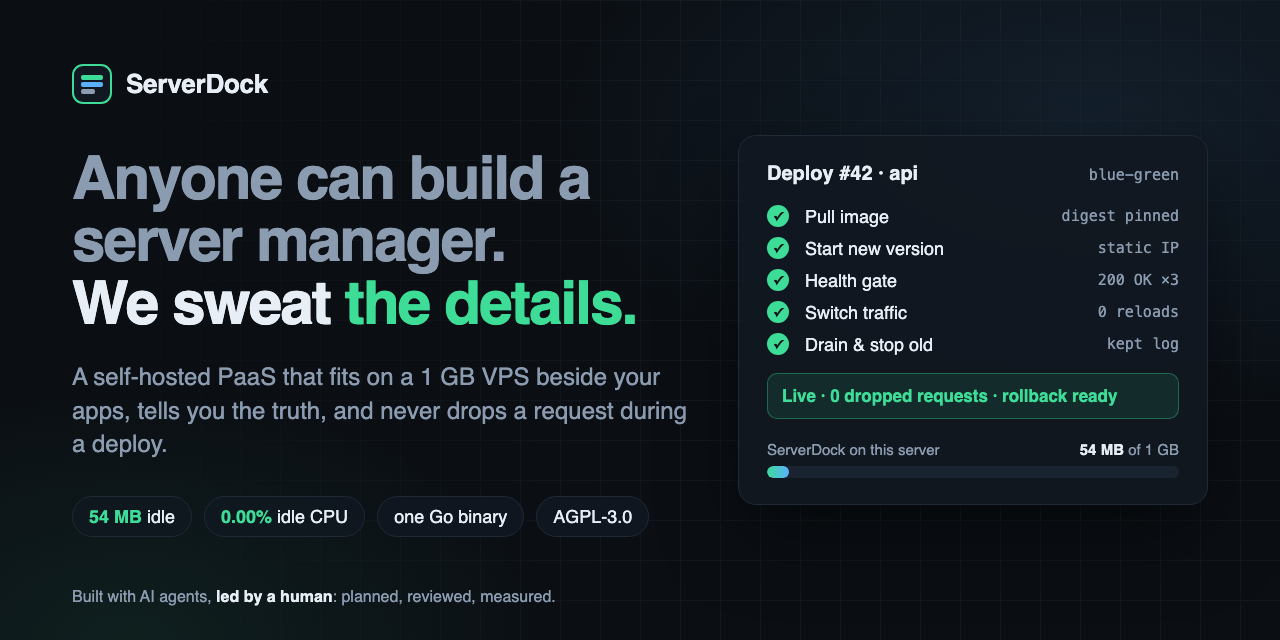 ServerDock
Anyone can build a
server manager.
We sweat the details.
A self-hosted PaaS that fits on a 1 GB VPS beside your
apps, tells you the truth, and never drops a request during
a deploy.
54 MB idle
0.00% idle CPU
one Go binary
AGPL-3.0
Built with AI agents, led by a human: planned, reviewed, measured.
Deploy #42 · api
blue-green
Pull image
digest pinned
Start new version
static IP
Health gate
200 OK ×3
Switch traffic
0 reloads
Drain & stop old
kept log
Live · 0 dropped requests · rollback ready
ServerDock on this server
54 MB of 1 GB